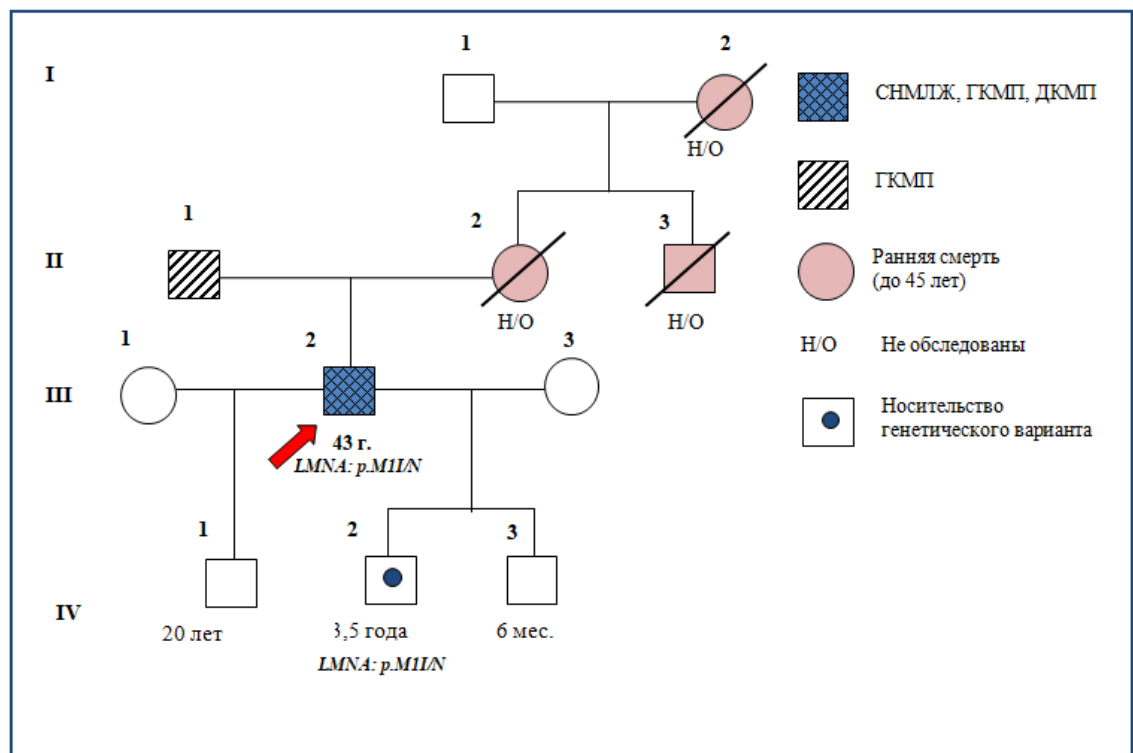 I
1
2
Н/О
СНМЛЖ, ГКМП, ДКМП
ГКМП
II
1
2
3
Н/О
Н/О
Ранняя смерть
(до 45 лет)
Н/О Не обследованы
III
1
2
3
43 г.
LMNA: p.M1I/N
Носительство
генетического варианта
IV
1
2
3
20 лет
3,5 года
6 мес.
LMNA: p.M1I/N